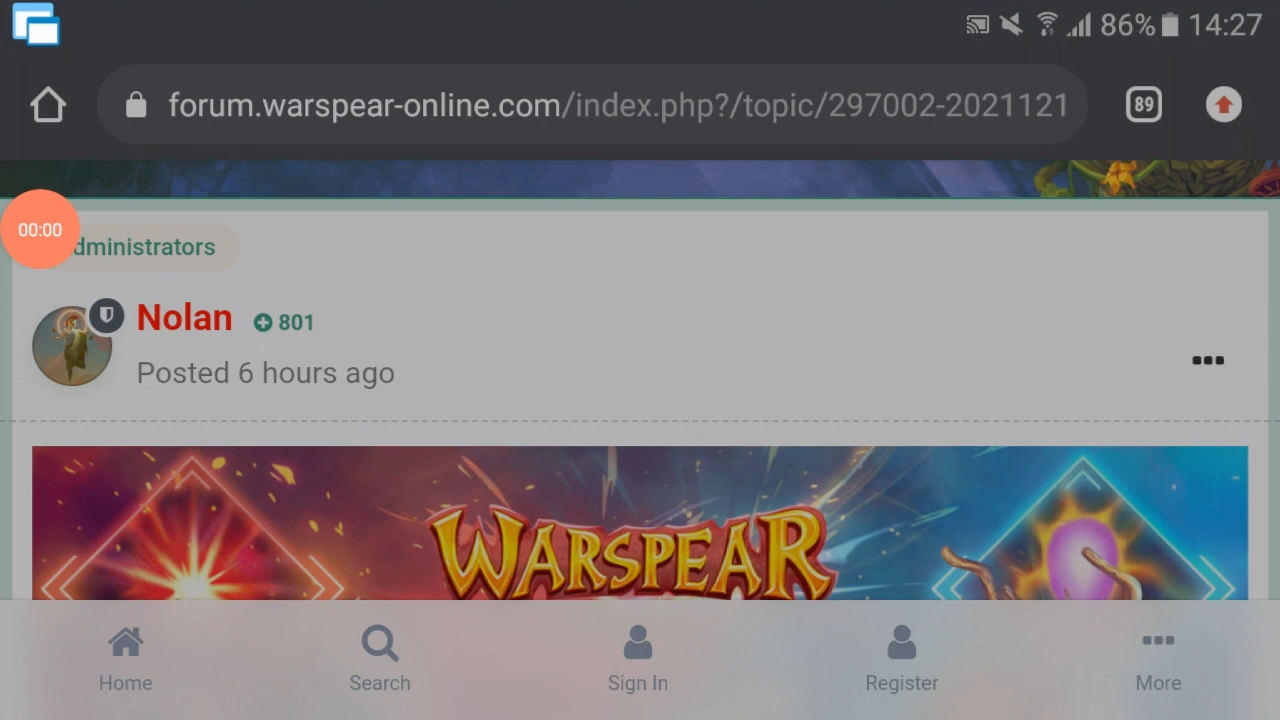 86% 14:27
forum.warspear-online.com/index.php?/topic/297002-2021121
89
00:00
dministrators
Nolan 801
Posted 6 hours ago
WARSPEAR
Home Search Sign In Register More